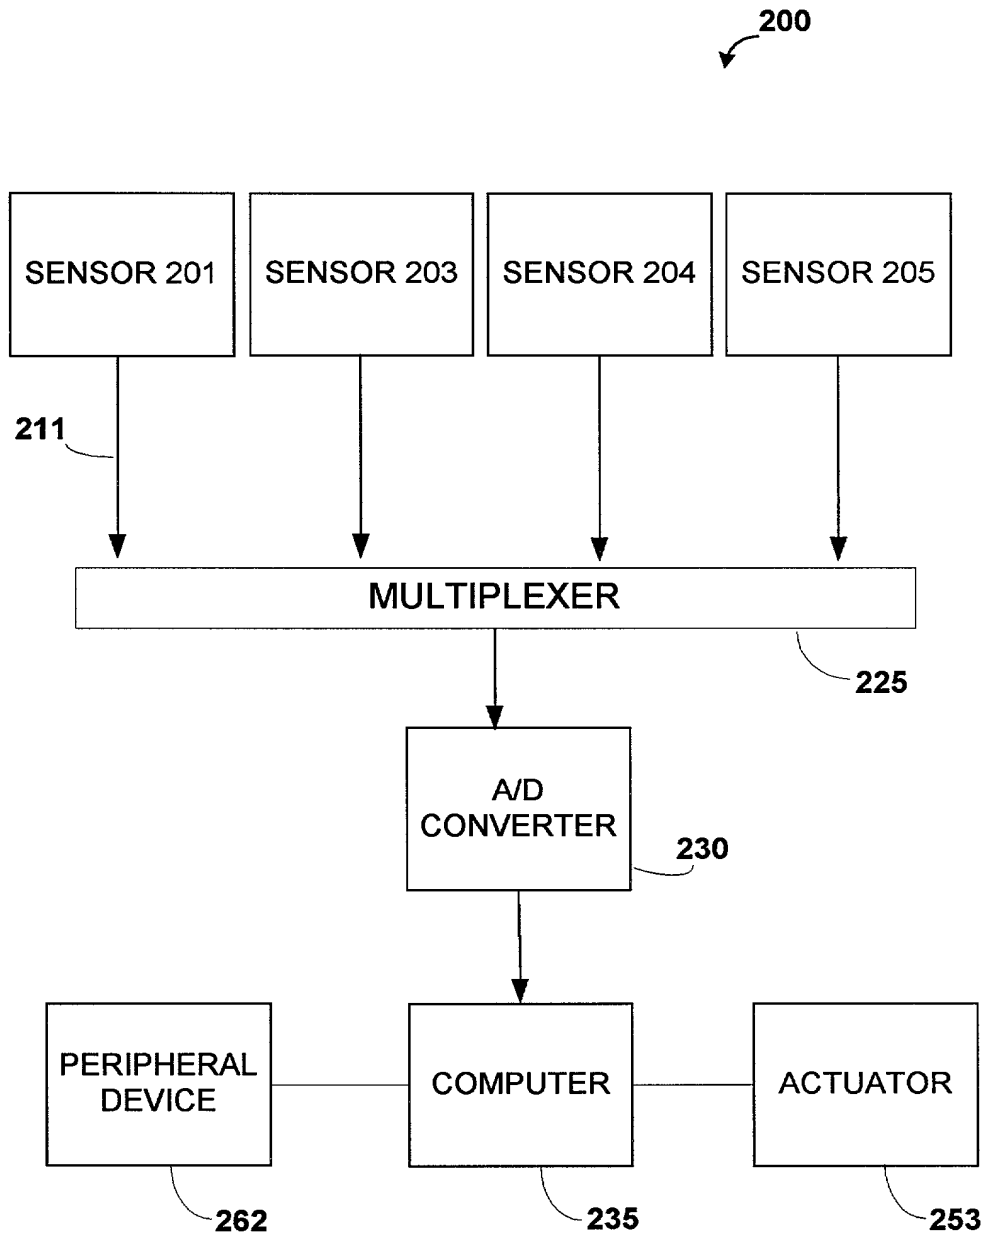 200
SENSOR 201
SENSOR 203
SENSOR 204
SENSOR 205
211
MULTIPLEXER
225
A/D
CONVERTER
230
PERIPHERAL
DEVICE
COMPUTER
ACTUATOR
262
235
253